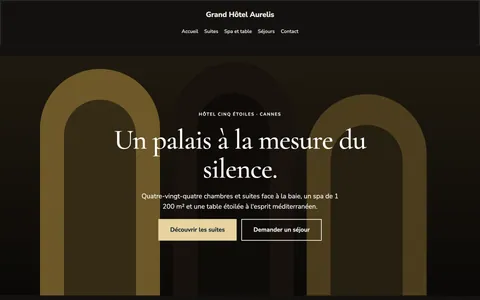 Grand Hôtel Aurelis
Accueil Suites Spa et table Séjours Contact
HÔTEL CINQ ÉTOILES · CANNES
Un palais à la mesure du
silence.
Quatre-vingt-quatre chambres et suites face à la baie, un spa de 1
200 m² et une table étoilée à l'esprit méditerranéen.
Découvrir les suites Demander un séjour